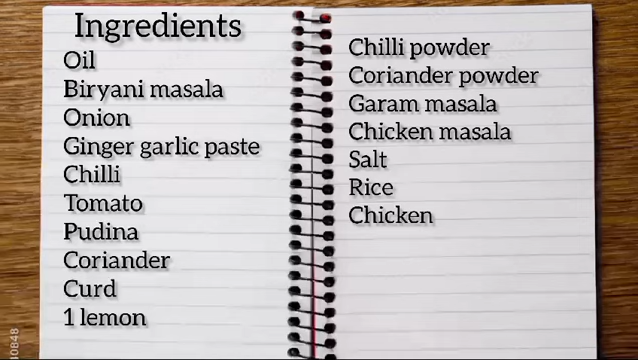 Ingredients
Oil
Biryani masala
Onion
Ginger garlic paste
Chilli
Tomato
Pudina
Coriander
Curd
1 lemon
Chilli powder
Coriander powder
Garam masala
Chicken masala
Salt
Rice
Chicken